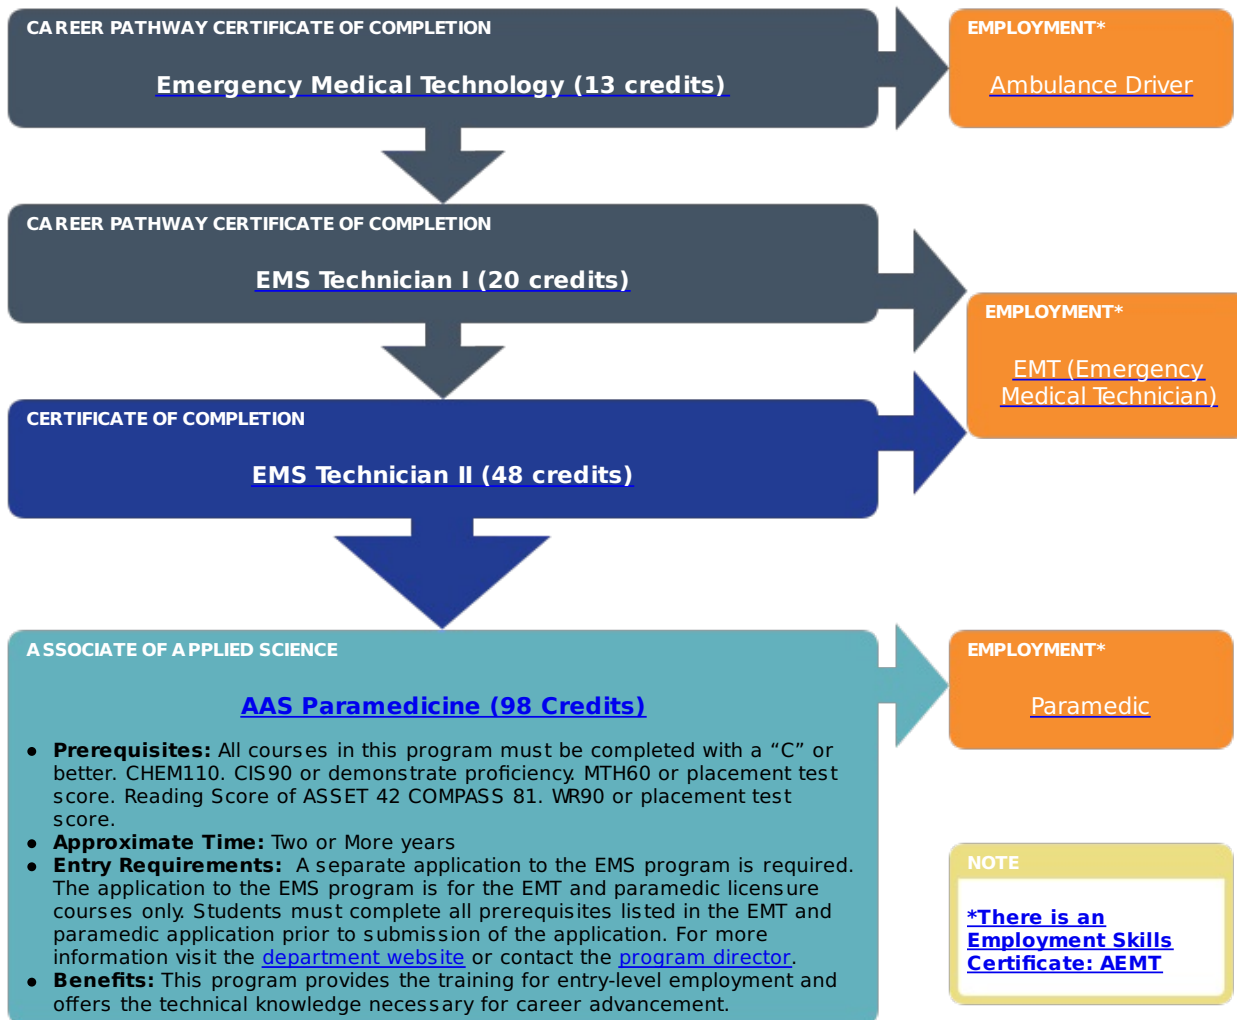 CAREER PATHWAY CERTIFICATE OF COMPLETION
Emergency Medical Technology (13 credits)
EMPLOYMENT*
Ambulance Driver
CAREER PATHWAY CERTIFICATE OF COMPLETION
EMS Technician I (20 credits)
EMPLOYMENT*
EMT (Emergency
Medical Technician)
CERTIFICATE OF COMPLETION
EMS Technician II (48 credits)
ASSOCIATE OF APPLIED SCIENCE
AAS Paramedicine (98 Credits)
● Prerequisites: All courses in this program must be completed with a “C” or
better. CHEM110. CIS90 or demonstrate proficiency. MTH60 or placement test
score. Reading Score of ASSET 42 COMPASS 81. WR90 or placement test
score.
● Approximate Time: Two or More years
● Entry Requirements: A separate application to the EMS program is required.
The application to the EMS program is for the EMT and paramedic licensure
courses only. Students must complete all prerequisites listed in the EMT and
paramedic application prior to submission of the application. For more
information visit the department website or contact the program director.
● Benefits: This program provides the training for entry-level employment and
offers the technical knowledge necessary for career advancement.
EMPLOYMENT*
Paramedic
NOTE
*There is an
Employment Skills
Certificate: AEMT